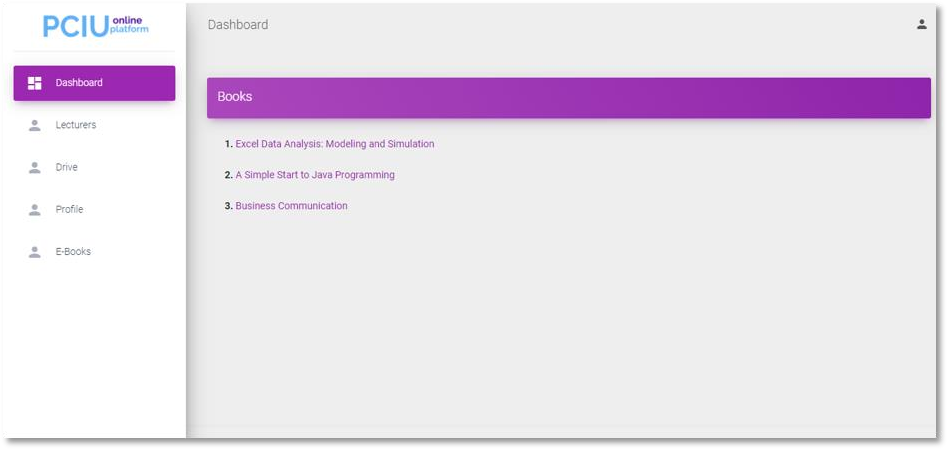 PCIU online
platform
Dashboard
Dashboard
Lecturers
Drive
Profile
E-Books
Books
1. Excel Data Analysis: Modeling and Simulation
2. A Simple Start to Java Programming
3. Business Communication